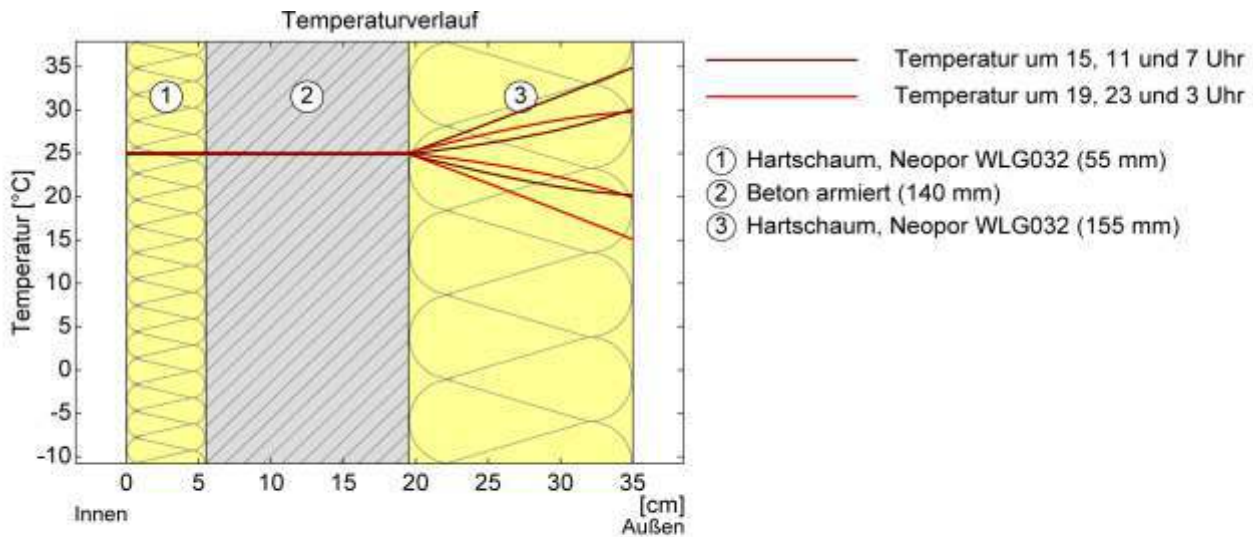 Temperaturverlauf
Temperatur [°C]
35
30
25
20
15
10
5
0
-5
-10
1
2
3
0 5 10 15 20 25 30 35
[cm]
Innen
Außen
Temperatur um 15, 11 und 7 Uhr
Temperatur um 19, 23 und 3 Uhr
1 Hartschaum, Neopor WLG032 (55 mm)
2 Beton armiert (140 mm)
3 Hartschaum, Neopor WLG032 (155 mm)